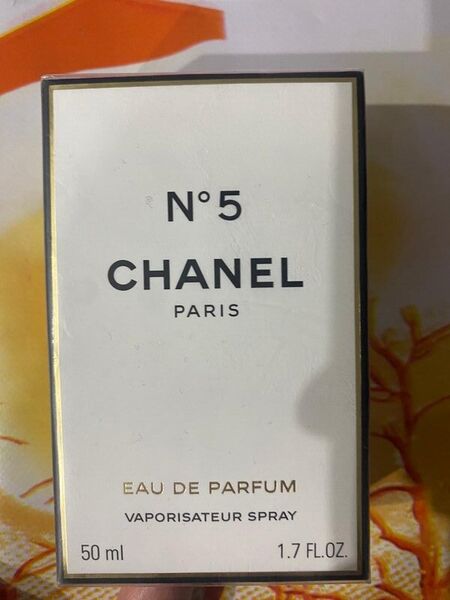 N°5
CHANEL
PARIS
EAU DE PARFUM
VAPORISATEUR SPRAY
50 ml 1.7 FL.OZ.